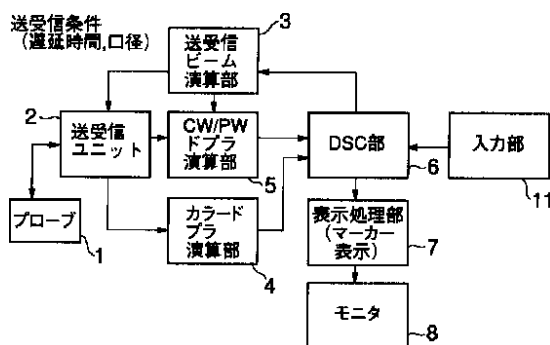 送受信条件
(遅延時間,口径)
3
送受信
ビーム
演算部
2
送受信
ユニット
CW/PW
ドプラ
演算部
5
DSC部
6
入力部
11
プローブ
1
カラード
プラ
演算部
4
表示処理部
(マーカー
表示)
7
モニタ
8